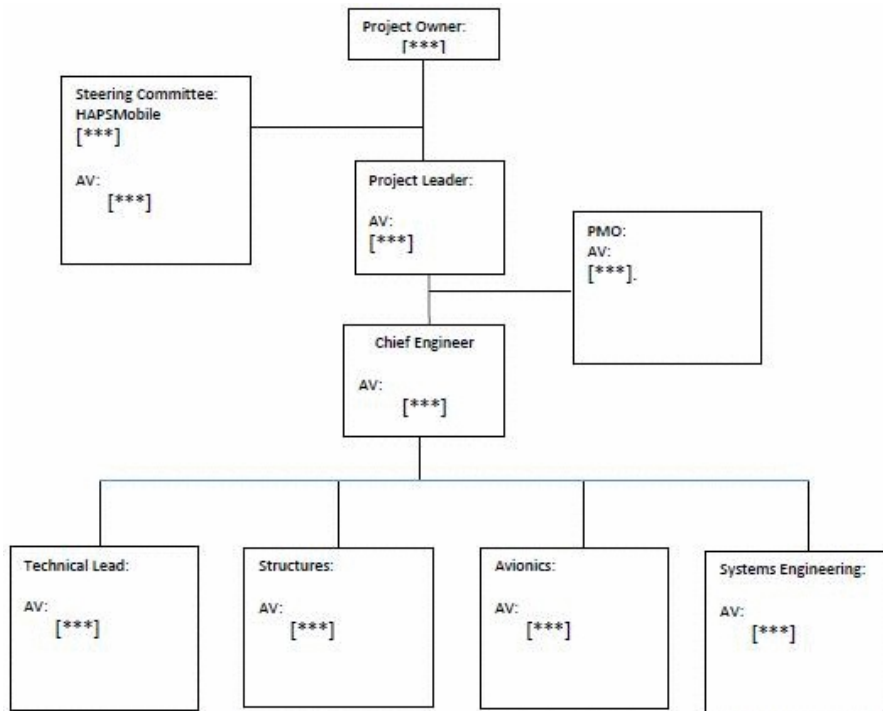 Project Owner:
[***]
Steering Committee:
HAPSMobile
[***]
AV:
[***]
Project Leader:
AV:
[***]
PMO:
AV:
[***].
Chief Engineer
AV:
[***]
Technical Lead:
AV:
[***]
Structures:
AV:
[***]
Avionics:
AV:
[***]
Systems Engineering:
AV:
[***]